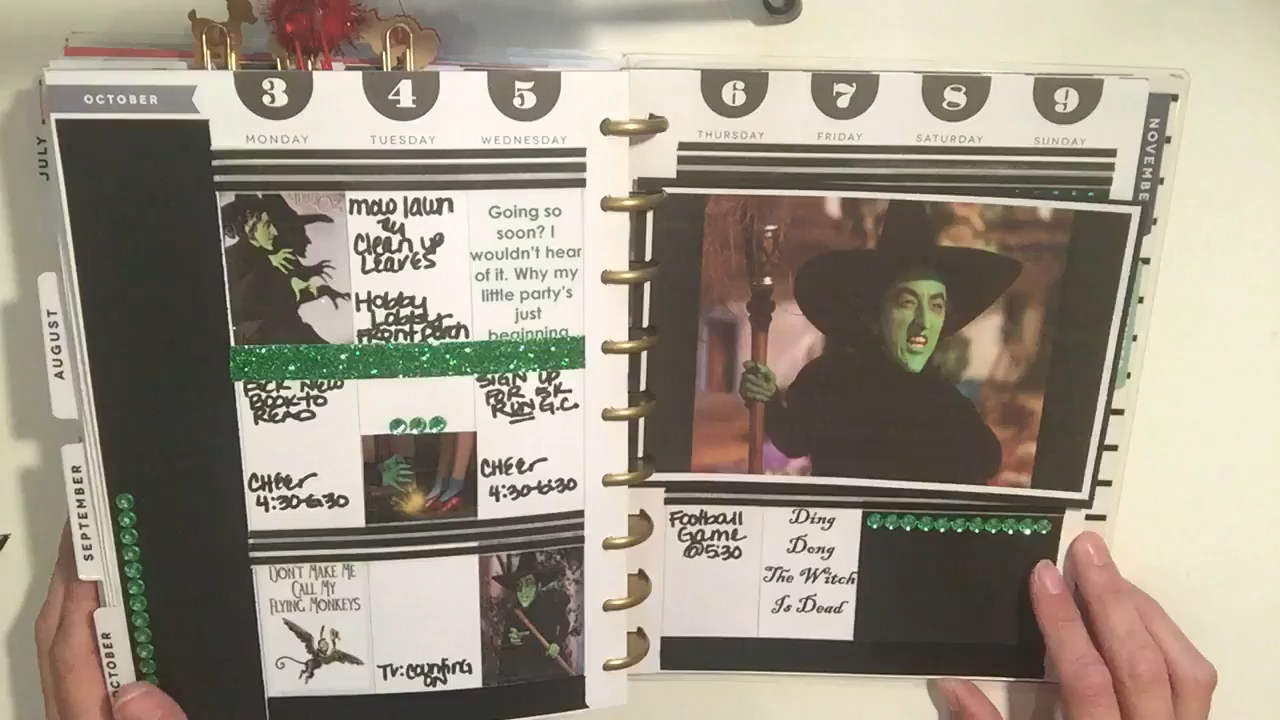 OCTOBER
3
4
5
MONDAY
TUESDAY
WEDNESDAY
mow lawn
Clean up
Leaves
Hobby
Lobby
Front Porch
Going so
soon? I
wouldn't hear
of it. Why my
little party's
just
beginning
Pick New
Book to
Read
SIGN UP
FOR 5K
RUN G.C.
CHEER
4:30-6:30
CHEER
4:30-6:30
DON'T MAKE ME
CALL MY
FLYING MONKEYS
TV: Counting
On
6
7
8
9
THURSDAY
FRIDAY
SATURDAY
SUNDAY
Football
Game
@5:30
Ding
Dong
The Witch
Is Dead
JULY
AUGUST
SEPTEMBER
OCTOBER
NOVEMBE